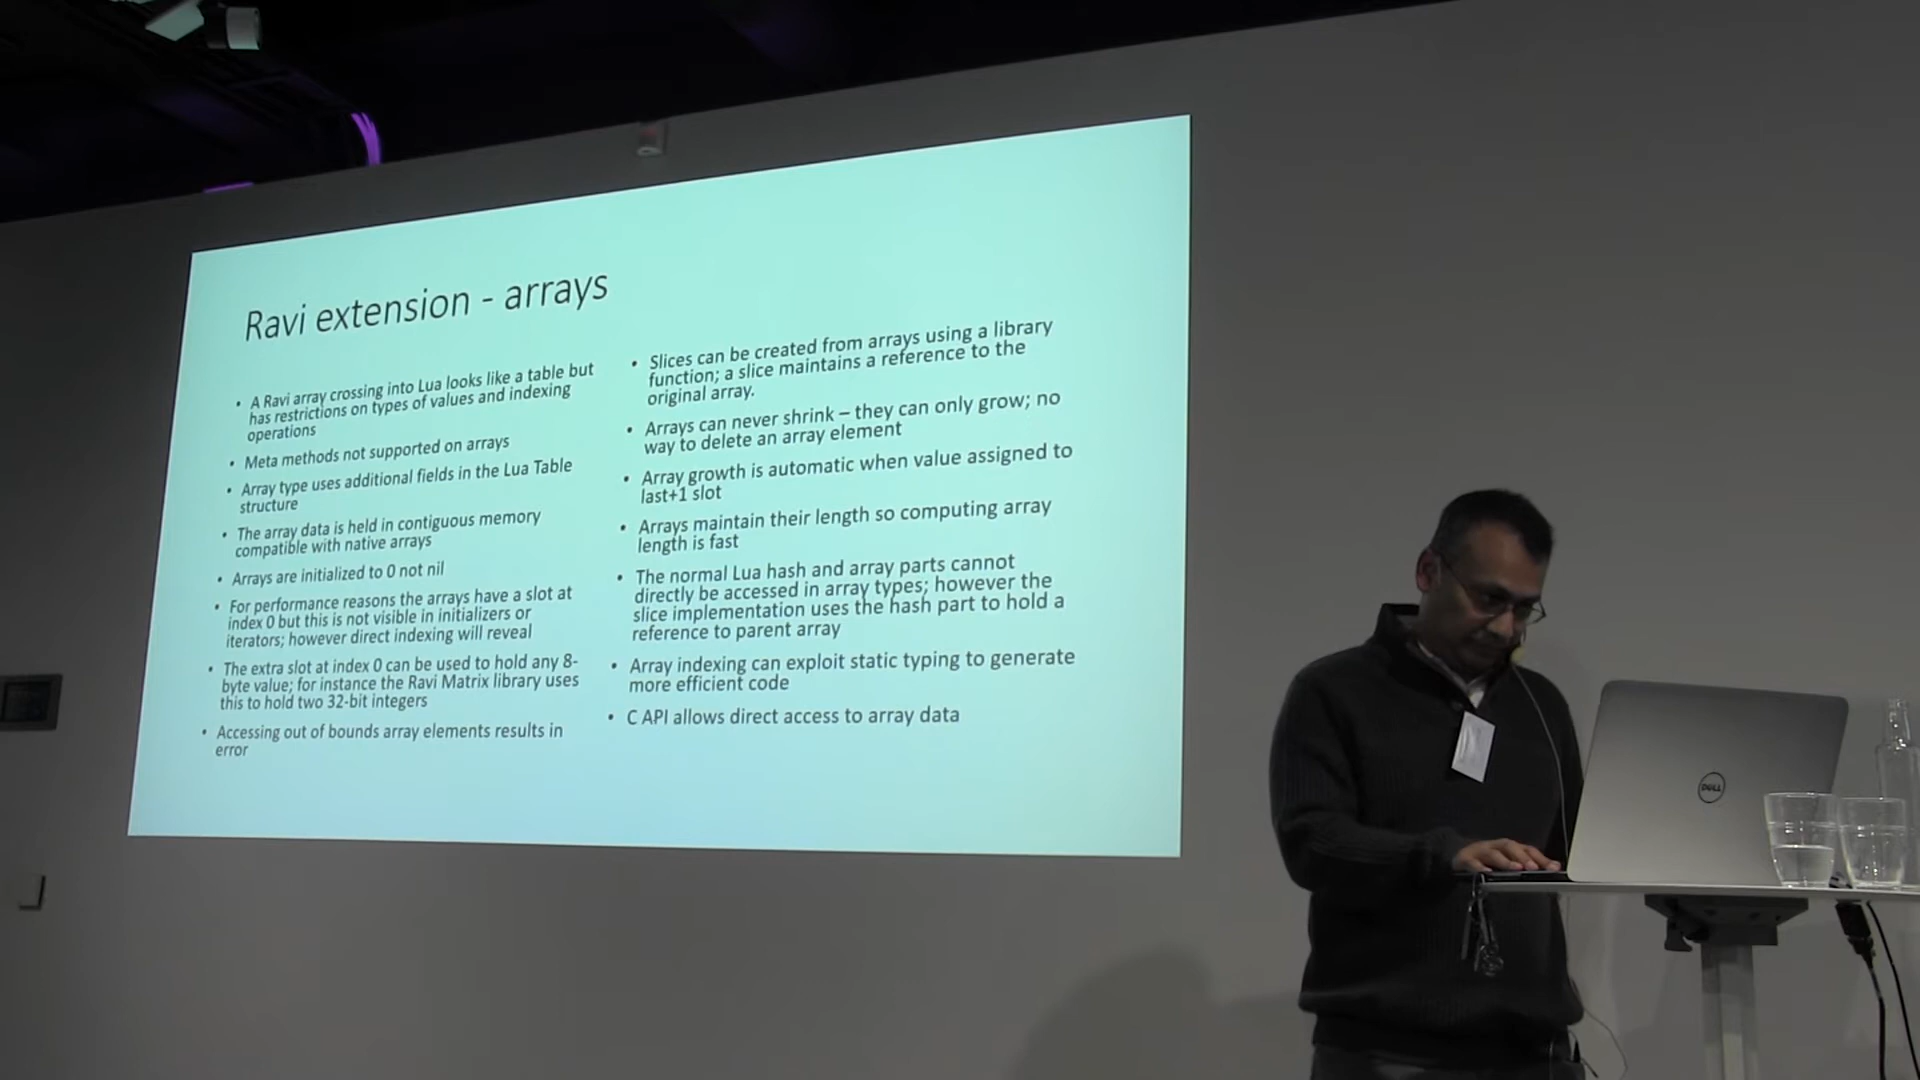 Ravi extension - arrays
• A Ravi array crossing into Lua looks like a table but
has restrictions on types of values and indexing
operations
• Meta methods not supported on arrays
• Array type uses additional fields in the Lua Table
structure
• The array data is held in contiguous memory
compatible with native arrays
• Arrays are initialized to 0 not nil
• For performance reasons the arrays have a slot at
index 0 but this is not visible in initializers or
iterators; however direct indexing will reveal
• The extra slot at index 0 can be used to hold any 8-
byte value; for instance the Ravi Matrix library uses
this to hold two 32-bit integers
• Accessing out of bounds array elements results in
error
• Slices can be created from arrays using a library
function; a slice maintains a reference to the
original array.
• Arrays can never shrink – they can only grow; no
way to delete an array element
• Array growth is automatic when value assigned to
last+1 slot
• Arrays maintain their length so computing array
length is fast
• The normal Lua hash and array parts cannot
directly be accessed in array types; however the
slice implementation uses the hash part to hold a
reference to parent array
• Array indexing can exploit static typing to generate
more efficient code
• C API allows direct access to array data
DELL